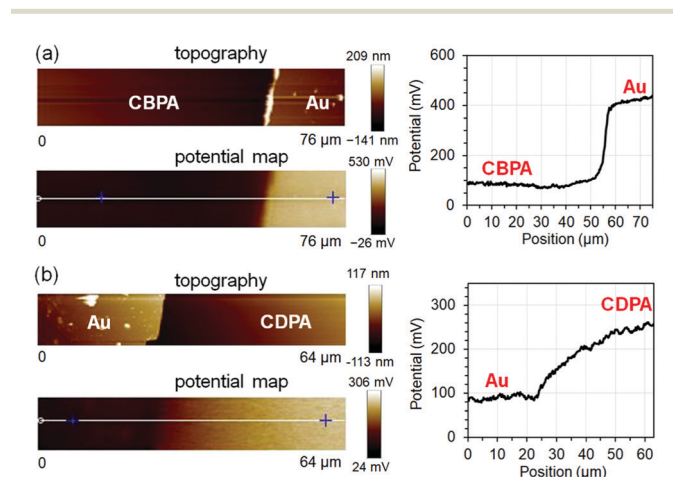 (a)
topography
CBPA
Au
0
76 µm
209 nm
−141 nm
potential map
0
76 µm
530 mV
−26 mV
Potential (mV)
600
400
200
0
CBPA
Au
0 10 20 30 40 50 60 70
Position (µm)
(b)
topography
Au
CDPA
0
64 µm
117 nm
-113 nm
potential map
0
64 µm
306 mV
24 mV
Potential (mV)
300
200
100
0
Au
CDPA
0 10 20 30 40 50 60
Position (µm)